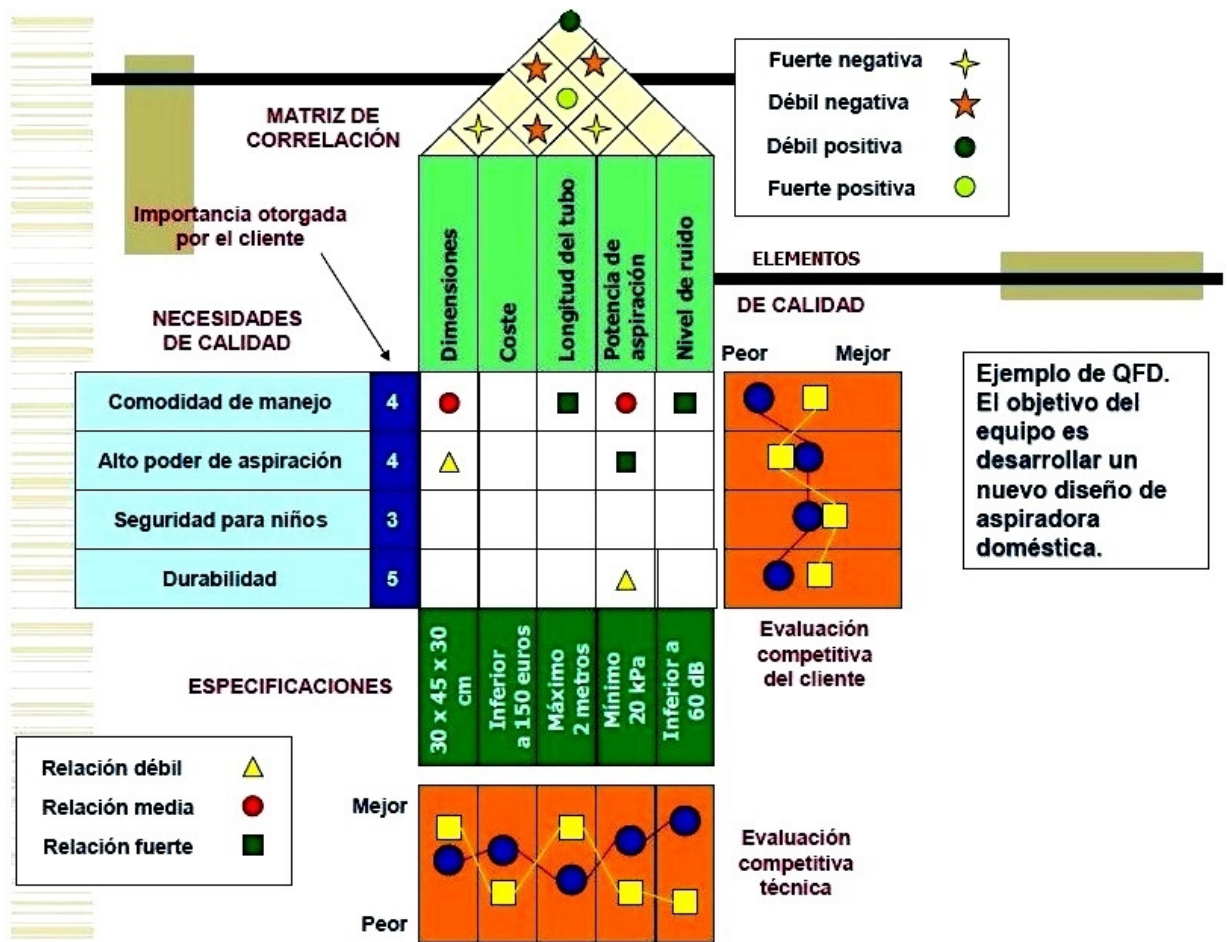 Fuerte negativa
Débil negativa
Débil positiva
Fuerte positiva
MATRIZ DE
CORRELACIÓN
Importancia otorgada
por el cliente
Dimensiones
Coste
Longitud del tubo
Potencia de
aspiración
Nivel de ruido
ELEMENTOS
DE CALIDAD
NECESIDADES
DE CALIDAD
Peor
Mejor
Comodidad de manejo
4
Alto poder de aspiración
4
Seguridad para niños
3
Durabilidad
5
Ejemplo de QFD.
El objetivo del
equipo es
desarrollar un
nuevo diseño de
aspiradora
doméstica.
Evaluación
competitiva
del cliente
ESPECIFICACIONES
30 x 45 x 30
cm
Inferior
a 150 euros
Máximo
2 metros
Mínimo
20 kPa
Inferior a
60 dB
Relación débil
Relación media
Relación fuerte
Mejor
Peor
Evaluación
competitiva
técnica